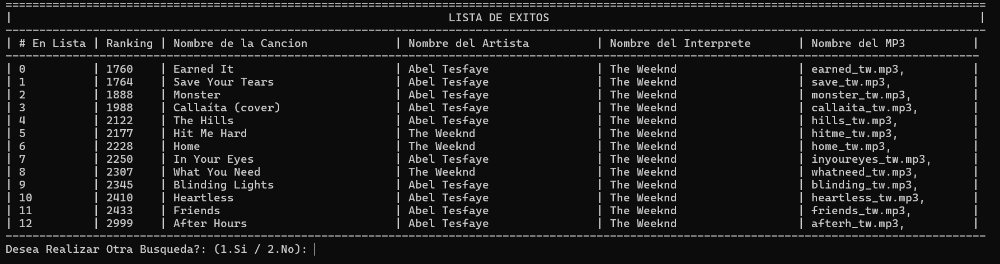 ==================================================================================================================================================
| LISTA DE EXITOS |
--------------------------------------------------------------------------------------------------------------------------------------------------
| # En Lista | Ranking | Nombre de la Cancion | Nombre del Artista | Nombre del Interprete | Nombre del MP3 |
-------------------------------------------------------------------------------------------------------------------------------------------------
| 0 | 1760 | Earned It | Abel Tesfaye | The Weeknd | earned_tw.mp3, |
| 1 | 1764 | Save Your Tears | Abel Tesfaye | The Weeknd | save_tw.mp3, |
| 2 | 1888 | Monster | Abel Tesfaye | The Weeknd | monster_tw.mp3, |
| 3 | 1988 | Callaíta (cover) | Abel Tesfaye | The Weeknd | callaita_tw.mp3, |
| 4 | 2122 | The Hills | Abel Tesfaye | The Weeknd | hills_tw.mp3, |
| 5 | 2177 | Hit Me Hard | The Weeknd | The Weeknd | hitme_tw.mp3, |
| 6 | 2228 | Home | The Weeknd | The Weeknd | home_tw.mp3, |
| 7 | 2250 | In Your Eyes | Abel Tesfaye | The Weeknd | inyoureyes_tw.mp3, |
| 8 | 2307 | What You Need | The Weeknd | The Weeknd | whatneed_tw.mp3, |
| 9 | 2345 | Blinding Lights | Abel Tesfaye | The Weeknd | blinding_tw.mp3, |
| 10 | 2410 | Heartless | Abel Tesfaye | The Weeknd | heartless_tw.mp3, |
| 11 | 2433 | Friends | Abel Tesfaye | The Weeknd | friends_tw.mp3, |
| 12 | 2999 | After Hours | Abel Tesfaye | The Weeknd | afterh_tw.mp3, |
--------------------------------------------------------------------------------------------------------------------------------------------------
Desea Realizar Otra Busqueda?: (1.Si / 2.No):